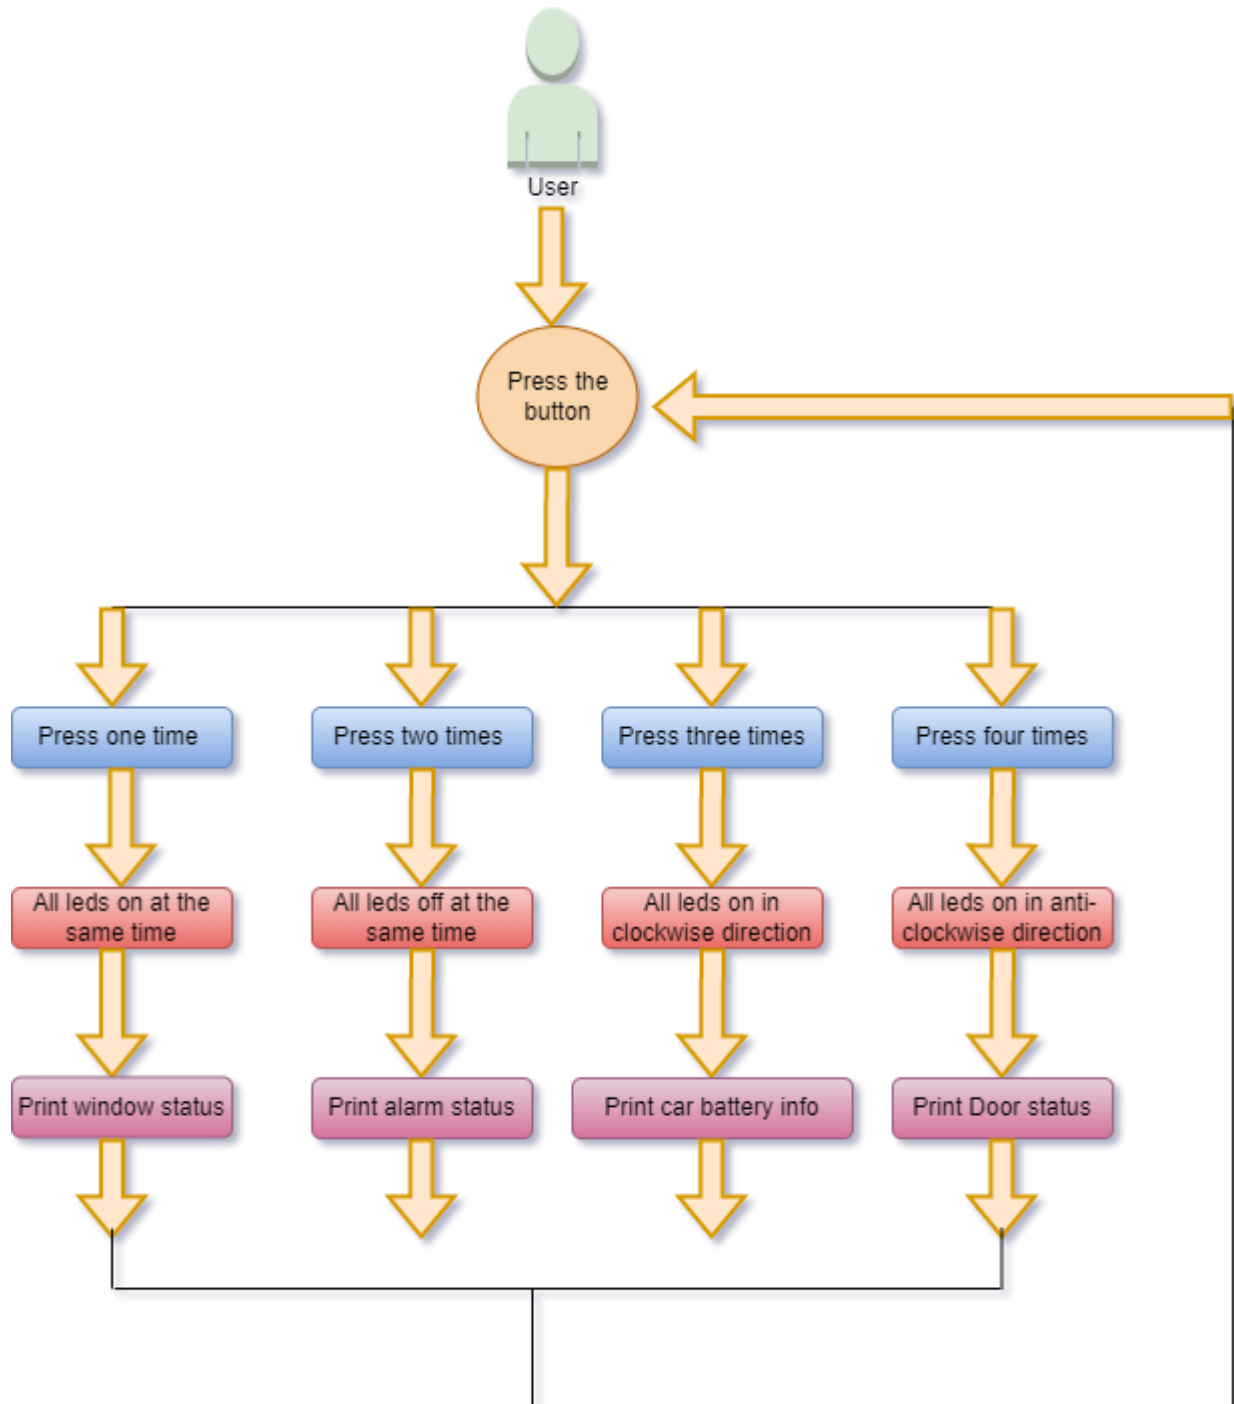 User
Press the
button
Press one time
Press two times
Press three times
Press four times
All leds on at the
same time
All leds off at the
same time
All leds on in
clockwise direction
All leds on in anti-
clockwise direction
Print window status
Print alarm status
Print car battery info
Print Door status